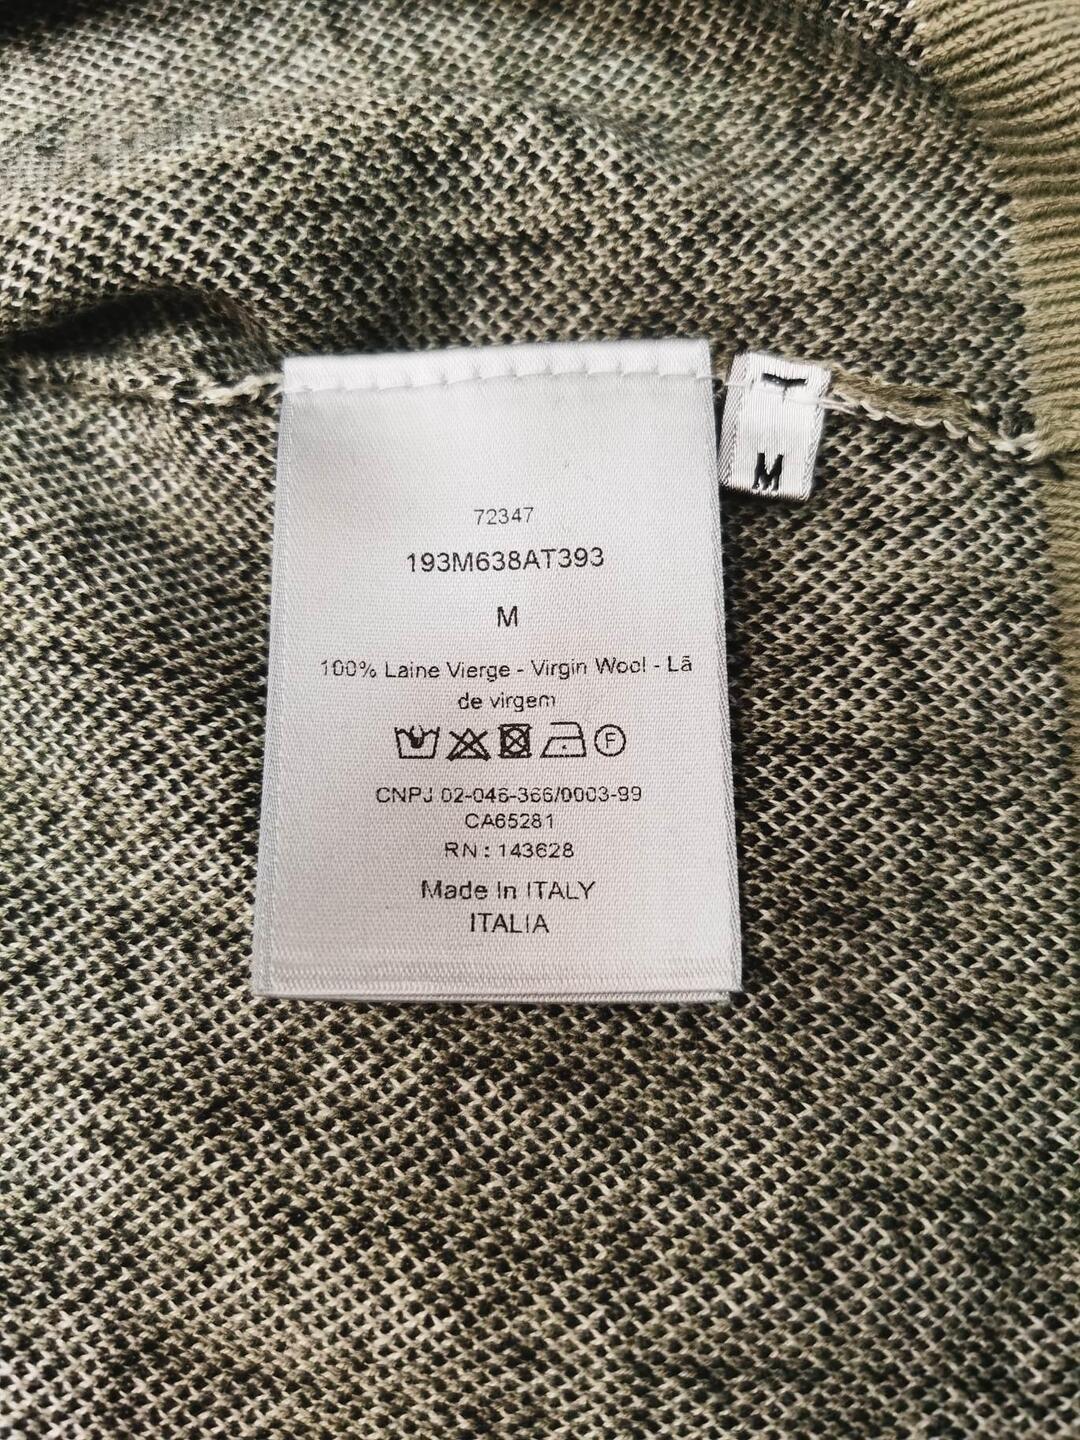 72347
193M638AT393
M
100% Laine Vierge - Virgin Wool - Lã
de virgem
F
CNPJ 02-046-366/0003-99
CA65281
RN : 143628
Made In ITALY
ITALIA
M